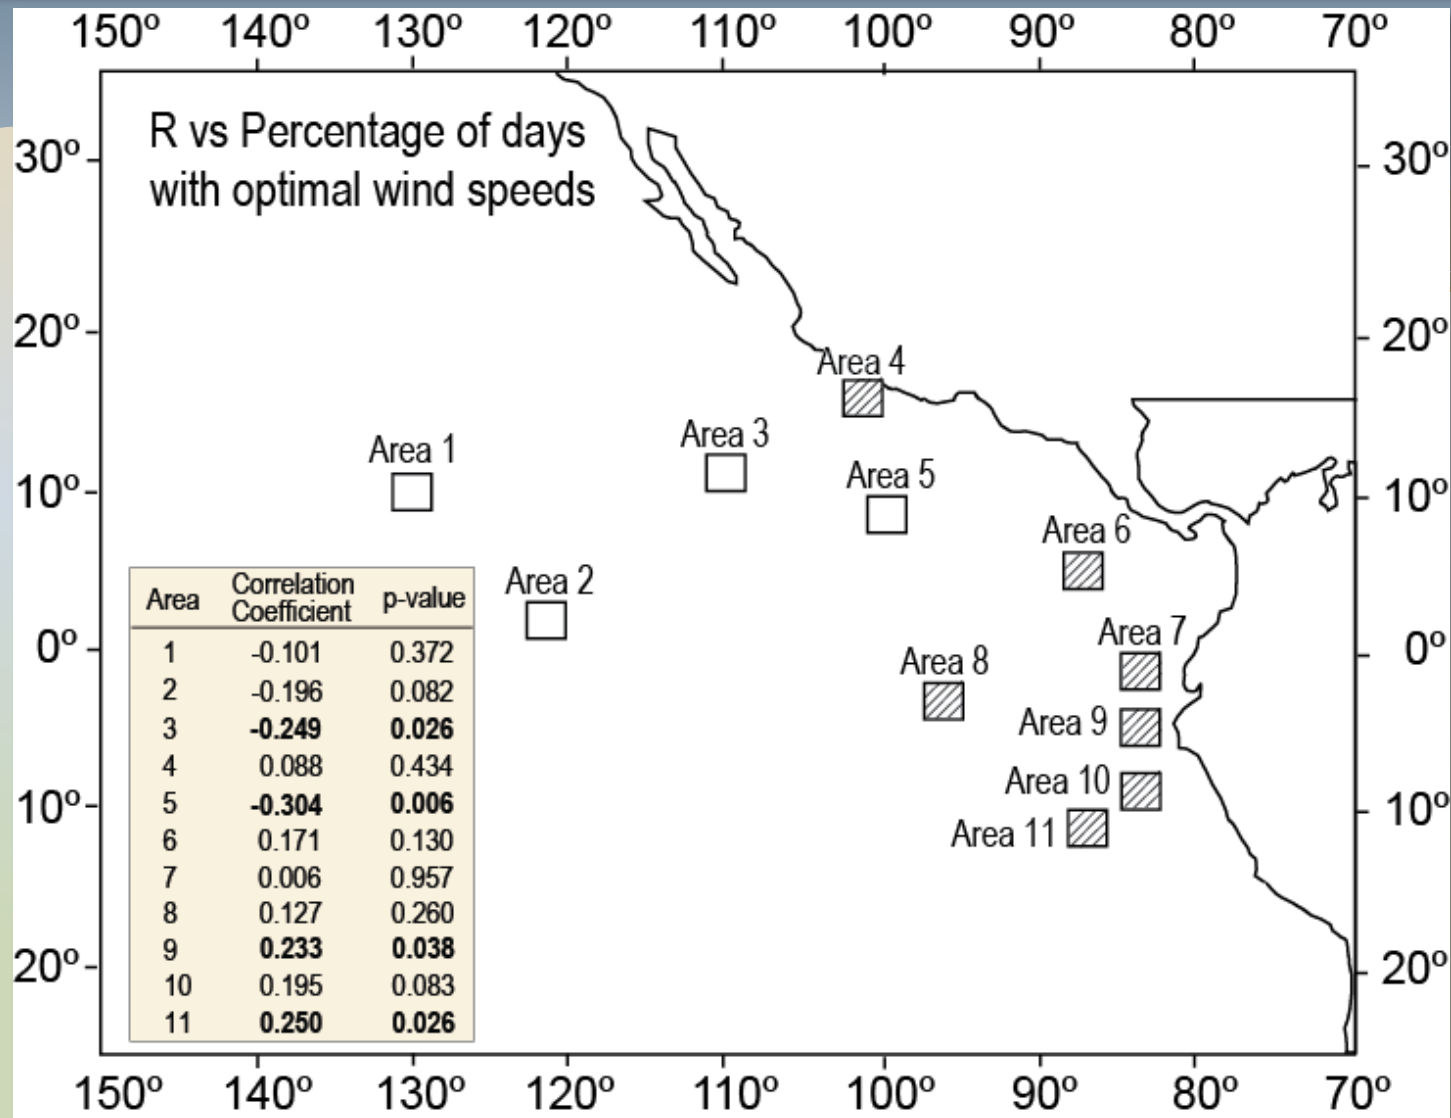 150º 140º 130º 120º 110º 100º 90º 80º 70º
R vs Percentage of days
with optimal wind speeds
30º 30º
20º 20º
Area 4
Area 3
Area 1
Area 5
10º 10º
Area 6
Area 2
Area 7
0º 0º
Area 8
Area 9
Area 10
10º 10º
Area 11
20º 20º
Area Correlation Coefficient p-value
1 -0.101 0.372
2 -0.196 0.082
3 -0.249 0.026
4 0.088 0.434
5 -0.304 0.006
6 0.171 0.130
7 0.006 0.957
8 0.127 0.260
9 0.233 0.038
10 0.195 0.083
11 0.250 0.026
150º 140º 130º 120º 110º 100º 90º 80º 70º